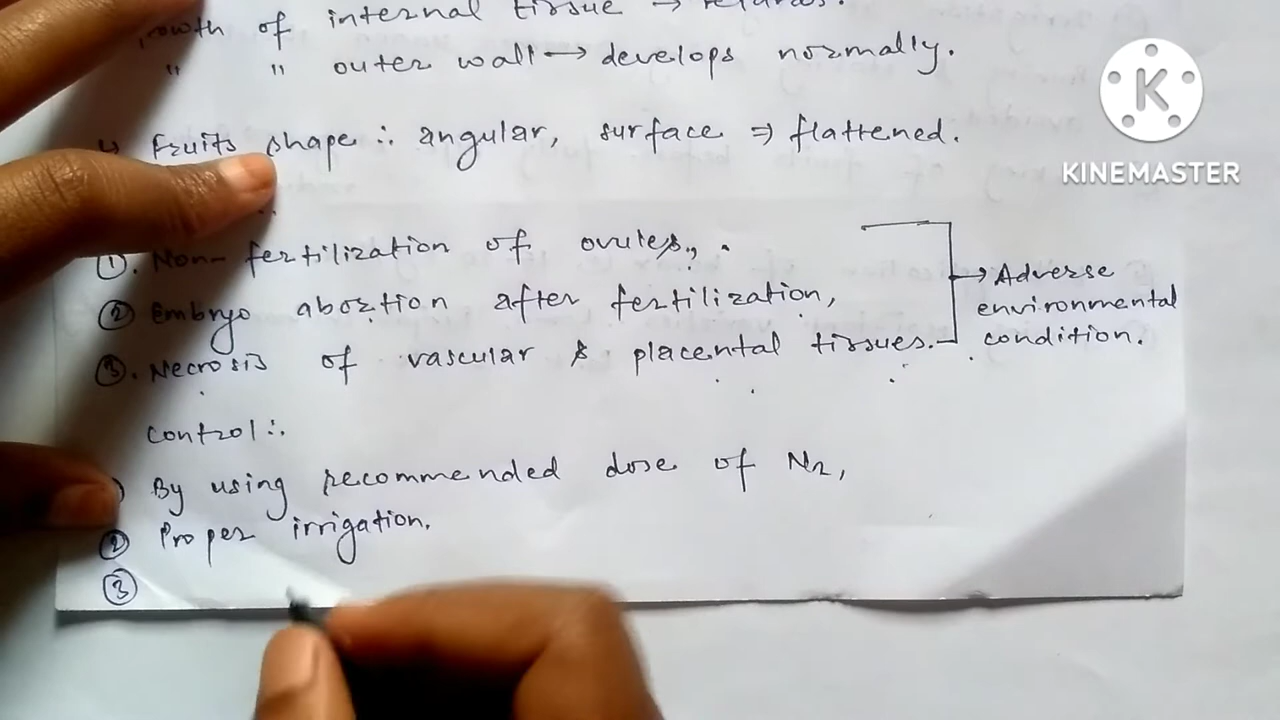 growth of internal tissue → retards.
" " outer wall → develops normally.
↳ Fruits shape ∴ angular, surface ⇒ flattened.
①. Non-fertilization of ovules,
② Embryo abortion after fertilization,
③. Necrosis of vascular & placental tissues. → Adverse environmental condition.
control ∴
By using recommended dose of N2,
② Proper irrigation.
③
KINEMASTER